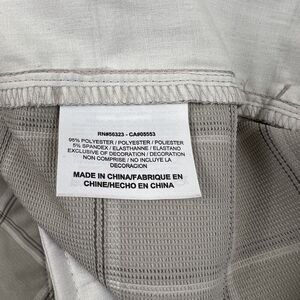 RN#56323 - CA#05553
95% POLYESTER / POLYESTER / POLIESTER
5% SPANDEX / ELASTHANNE / ELASTANO
EXCLUSIVE OF DECORATION / DECORATION
NON COMPRISE / NO INCLUYE LA
DECORACION
MADE IN CHINA/FABRIQUE EN
CHINE/HECHO EN CHINA